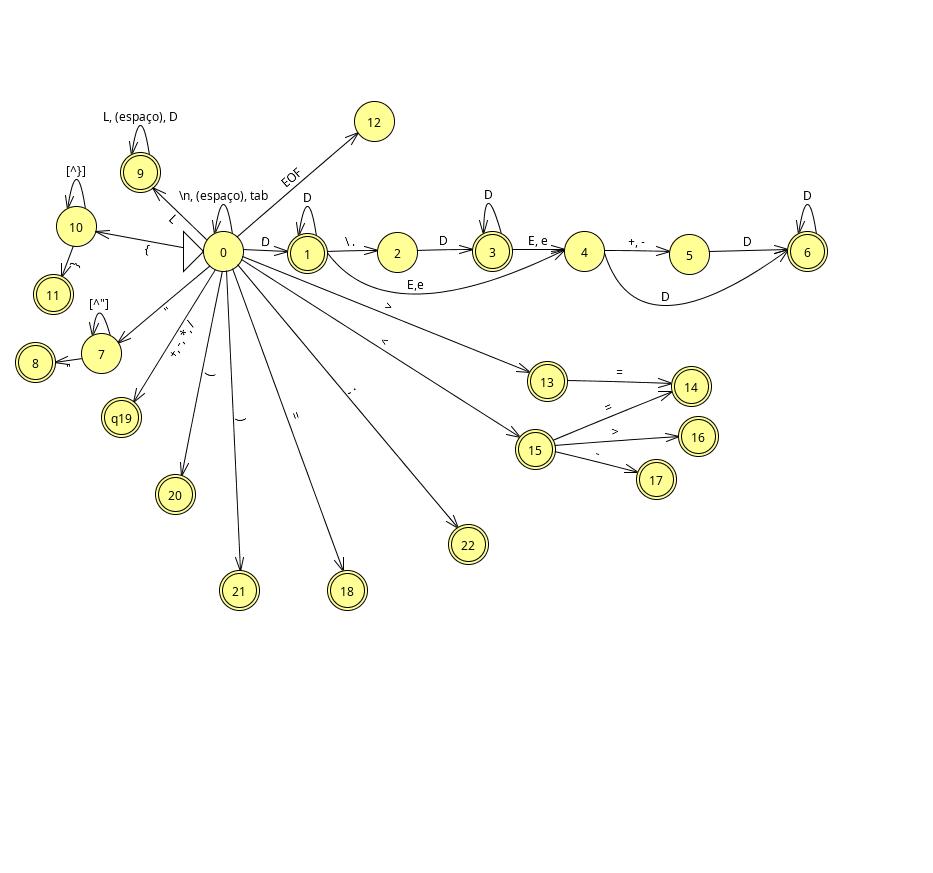 12
EOF
L, (espaço), D
9
[^}]
10
L
\n, (espaço), tab
D
D
D
0
D
1
\ .
2
D
3
E, e
4
+, -
5
D
6
{
E,e
D
}
11
[^"]
"
7
"
8
+, -, *, /
q19
>
13
=
14
<
15
=
>
16
-
17
(
20
)
21
=
18
;
22